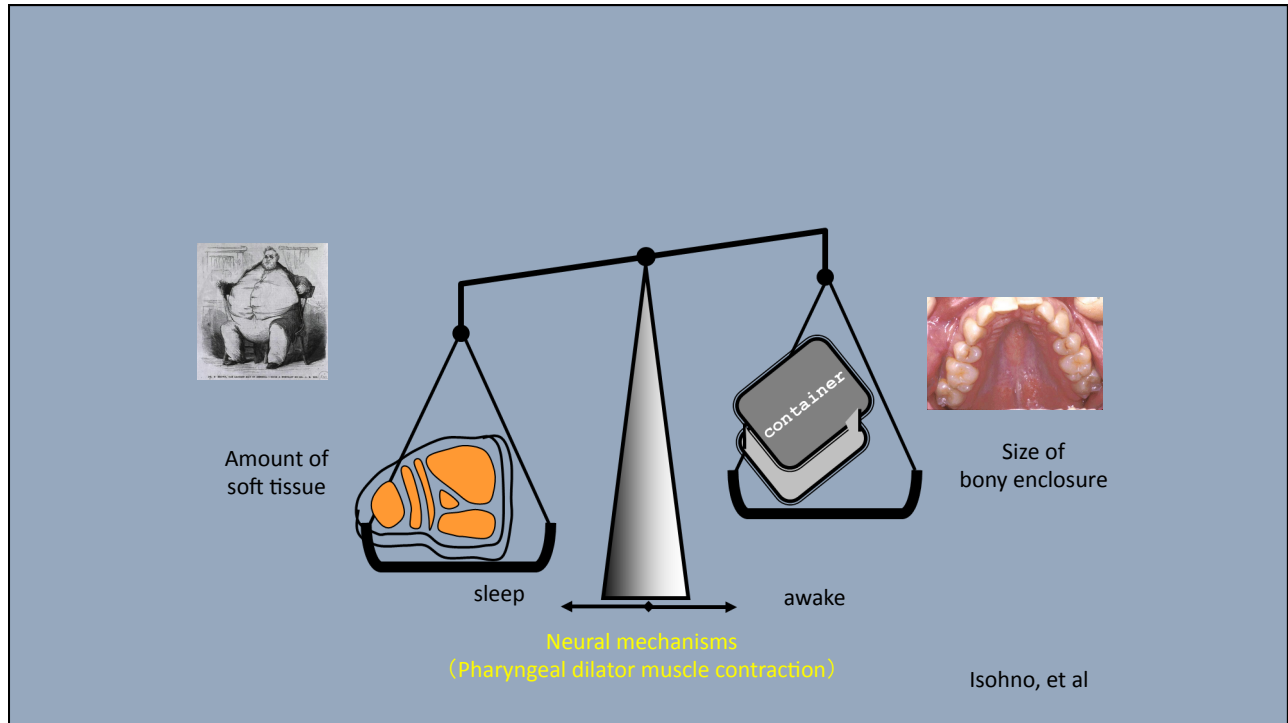 container
Amount of
soft tissue
Size of
bony enclosure
sleep
awake
Neural mechanisms
（Pharyngeal dilator muscle contraction）
Isohno, et al